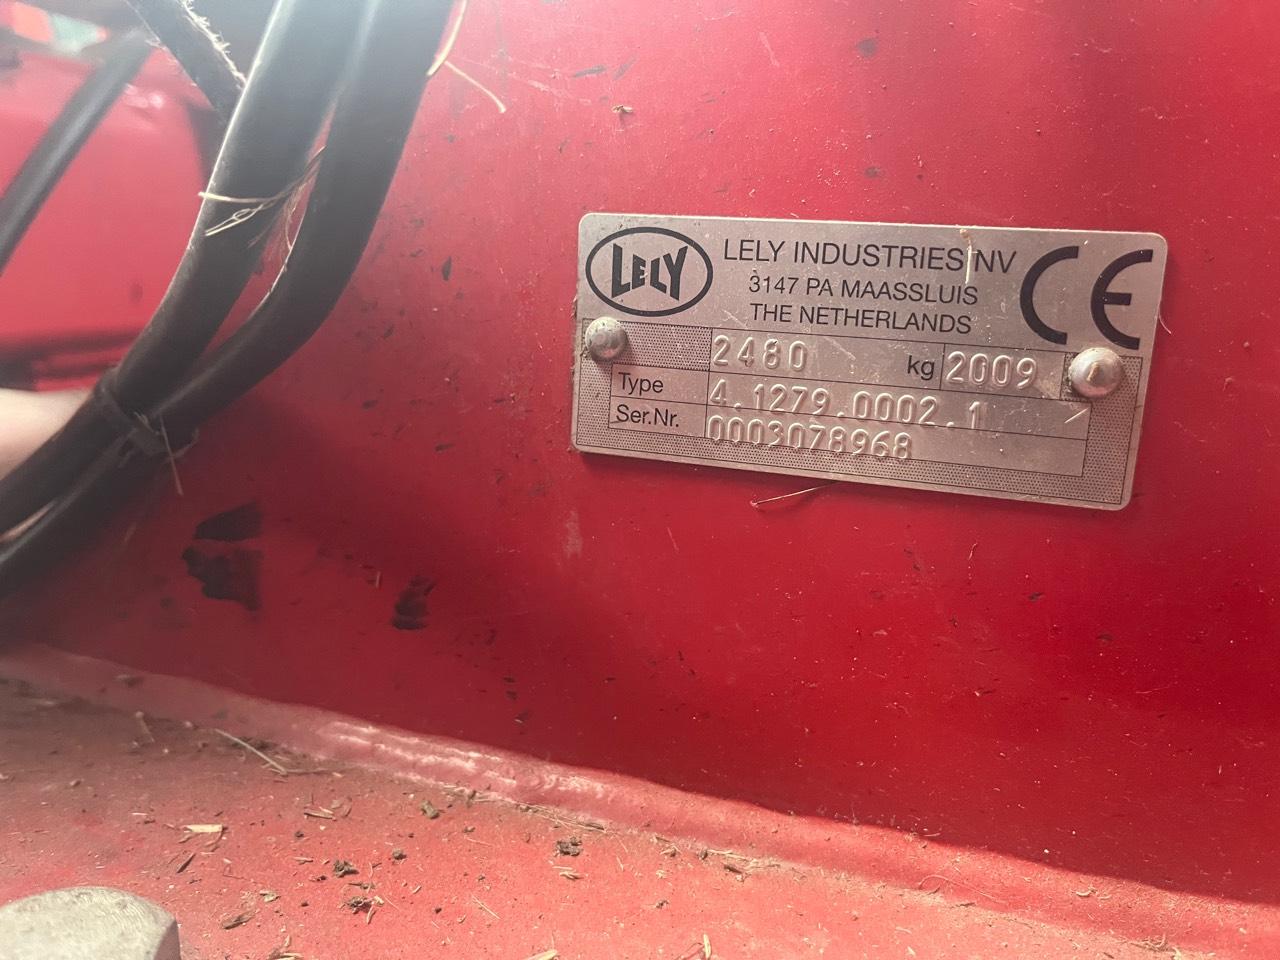 LELY
LELY INDUSTRIES NV
3147 PA MAASSLUIS
THE NETHERLANDS
CE
2480 kg 2009
Type 4.1279.0002.1
Ser.Nr. 0003078968